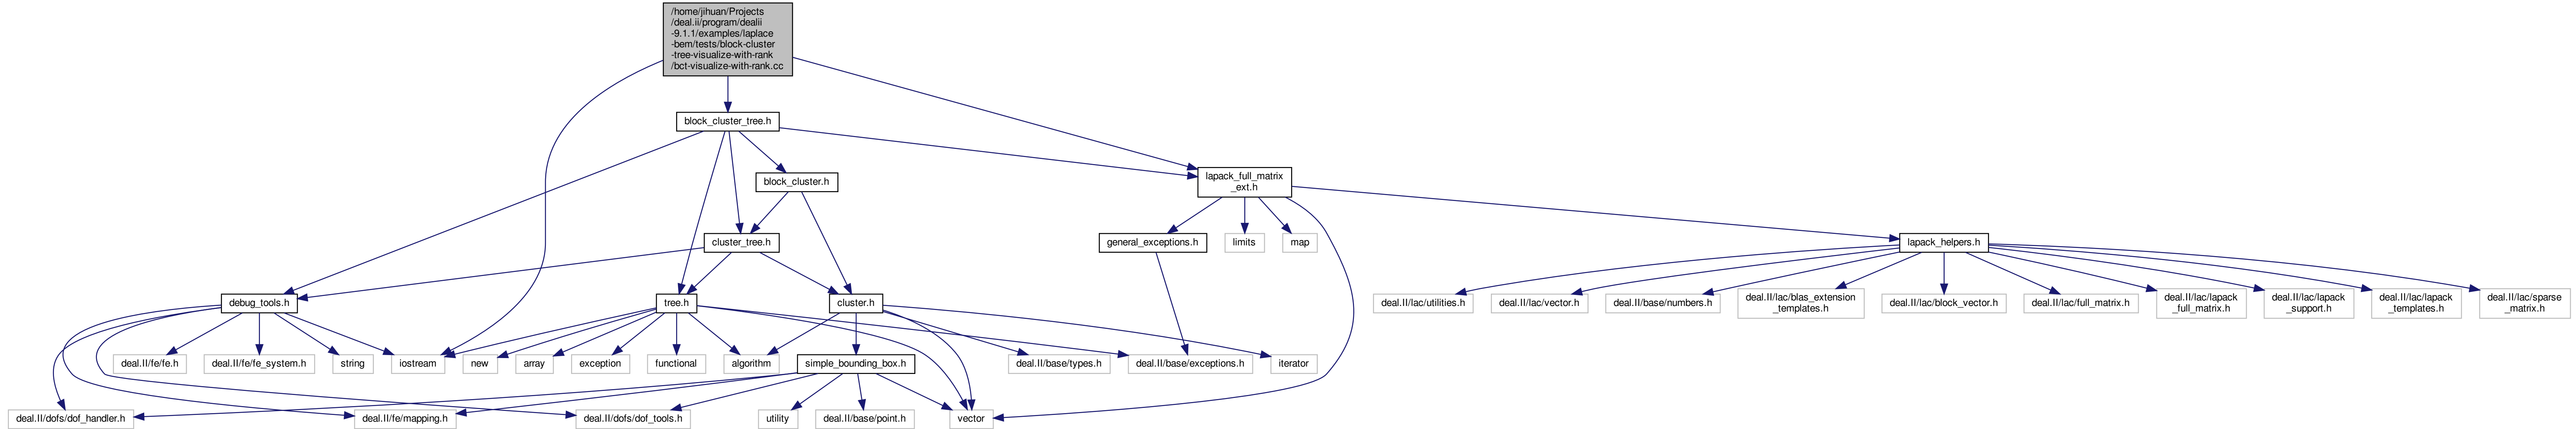 /home/jihuan/Projects
/deal.ii/program/dealii
-9.1.1/examples/laplace
-bem/tests/block-cluster
-tree-visualize-with-rank
/bct-visualize-with-rank.cc
block_cluster_tree.h
block_cluster.h
lapack_full_matrix
_ext.h
cluster_tree.h
general_exceptions.h
limits
map
lapack_helpers.h
debug_tools.h
tree.h
cluster.h
deal.II/lac/utilities.h
deal.II/lac/vector.h
deal.II/base/numbers.h
deal.II/lac/blas_extension
_templates.h
deal.II/lac/block_vector.h
deal.II/lac/full_matrix.h
deal.II/lac/lapack
_full_matrix.h
deal.II/lac/lapack
_support.h
deal.II/lac/lapack
_templates.h
deal.II/lac/sparse
_matrix.h
deal.II/fe/fe.h
deal.II/fe/fe_system.h
string
iostream
new
array
exception
functional
algorithm
simple_bounding_box.h
deal.II/base/types.h
deal.II/base/exceptions.h
iterator
deal.II/dofs/dof_handler.h
deal.II/fe/mapping.h
deal.II/dofs/dof_tools.h
utility
deal.II/base/point.h
vector